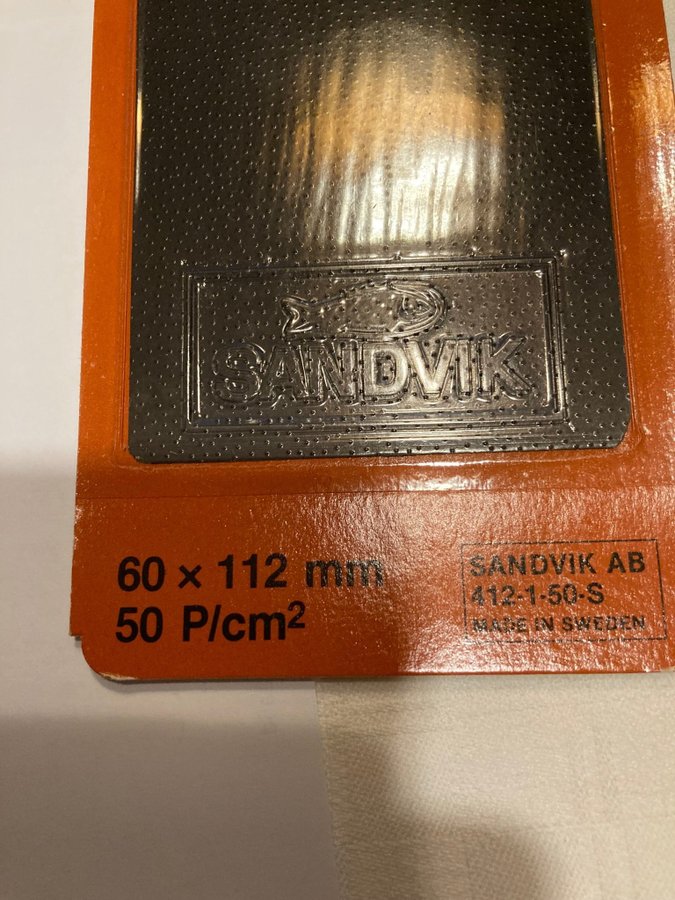 SANDVIK
60 × 112 mm
50 P/cm²
SANDVIK AB
412-1-50-S
MADE IN SWEDEN